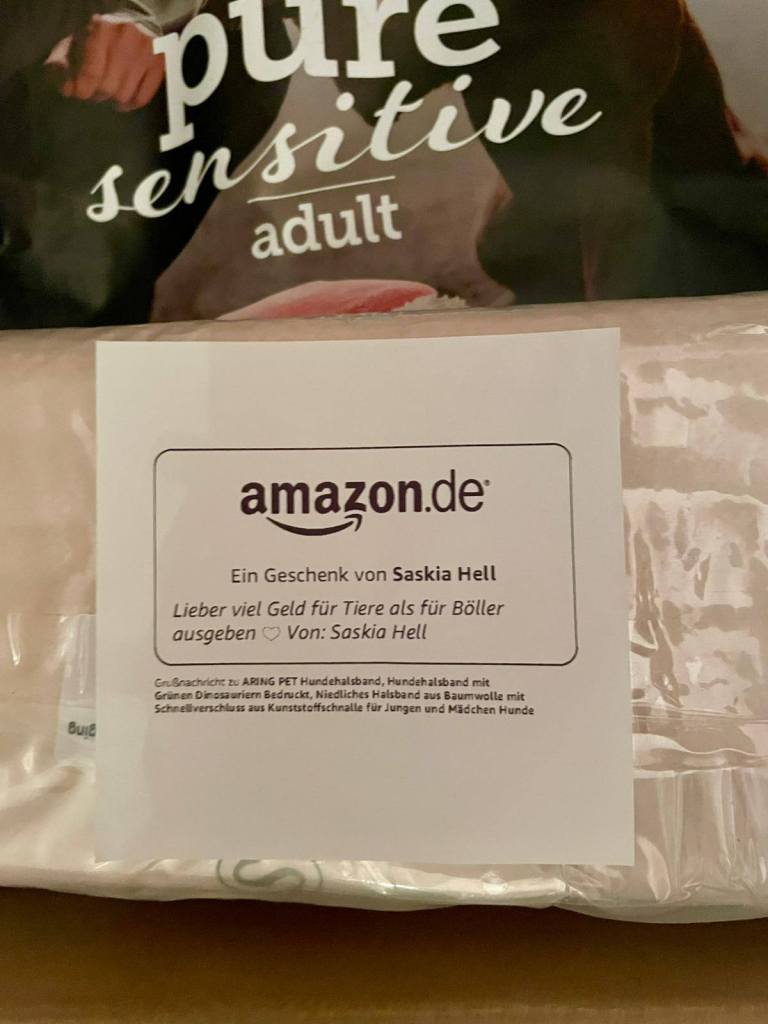 pure
sensitive
adult
amazon.de
Ein Geschenk von Saskia Hell
Lieber viel Geld für Tiere als für Böller
ausgeben ♡ Von: Saskia Hell
Grußnachricht zu ARING PET Hundehalsband, Hundehalsband mit
Grünen Dinosauriern Bedruckt, Niedliches Halsband aus Baumwolle mit
Schnellverschluss aus Kunststoffschnalle für Jungen und Mädchen Hunde